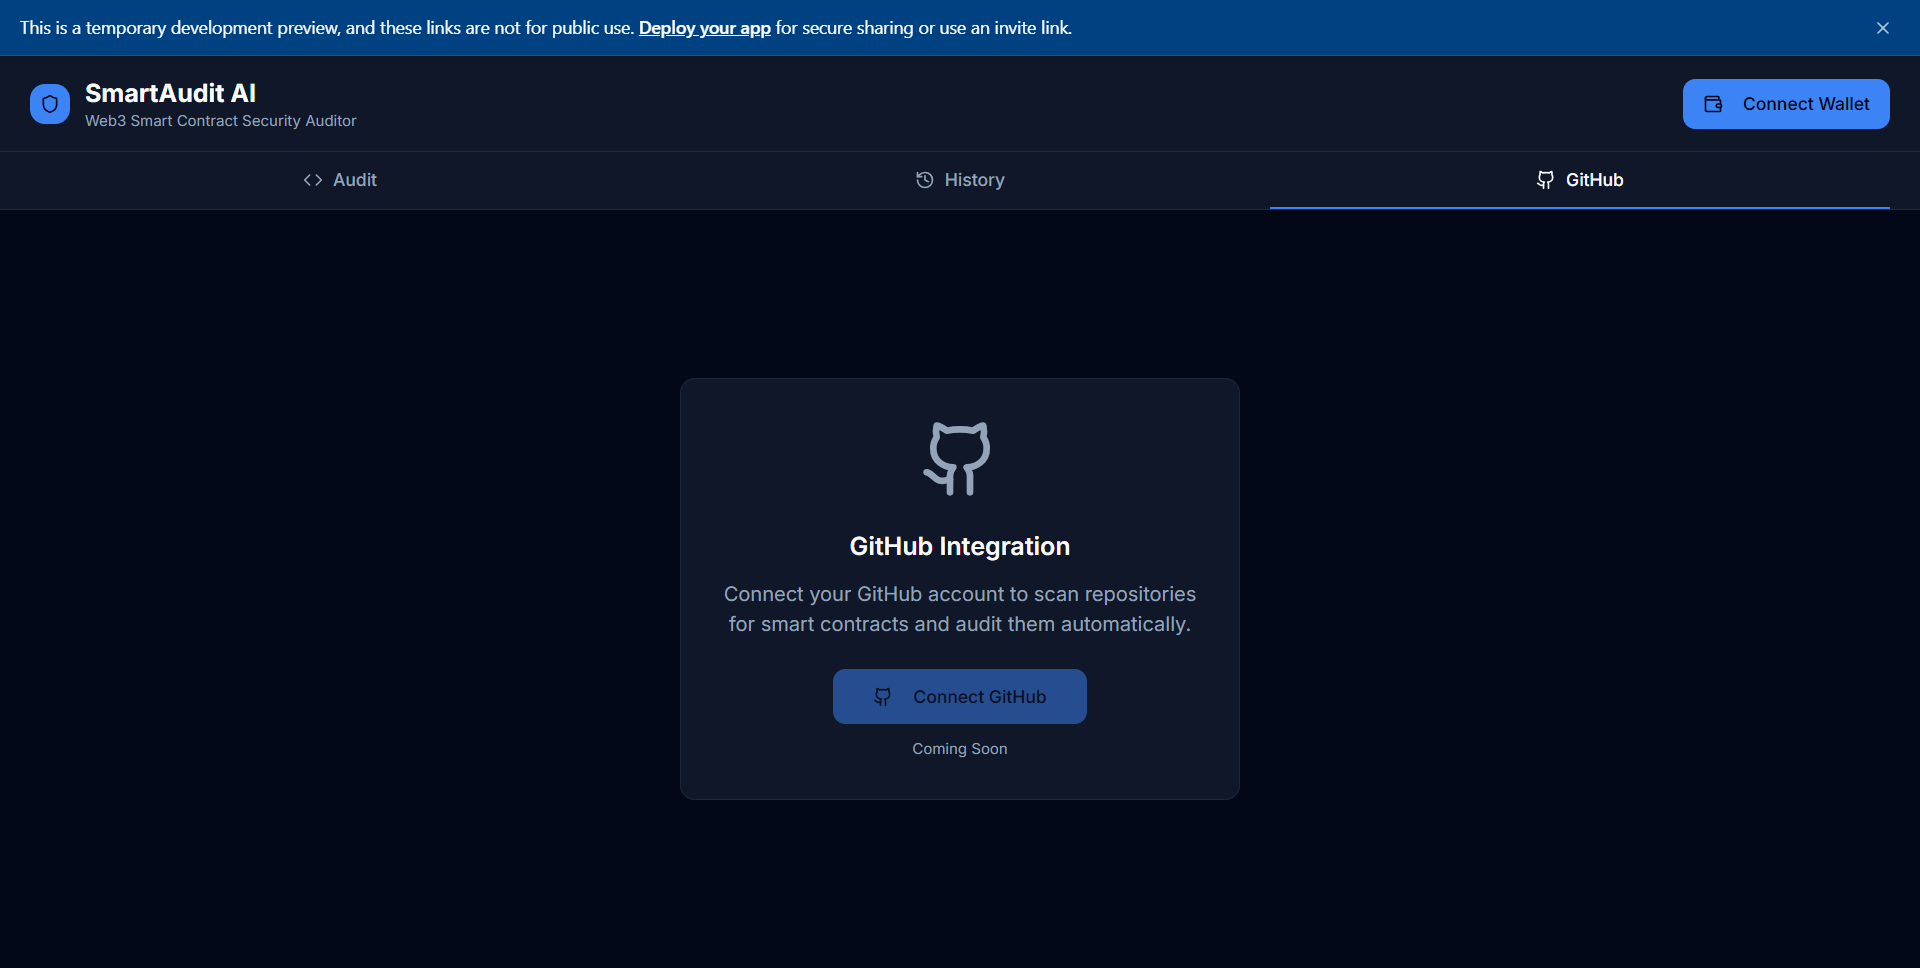 This is a temporary development preview, and these links are not for public use. Deploy your app for secure sharing or use an invite link.
SmartAudit AI
Web3 Smart Contract Security Auditor
Connect Wallet
Audit
History
GitHub
GitHub Integration
Connect your GitHub account to scan repositories
for smart contracts and audit them automatically.
Connect GitHub
Coming Soon